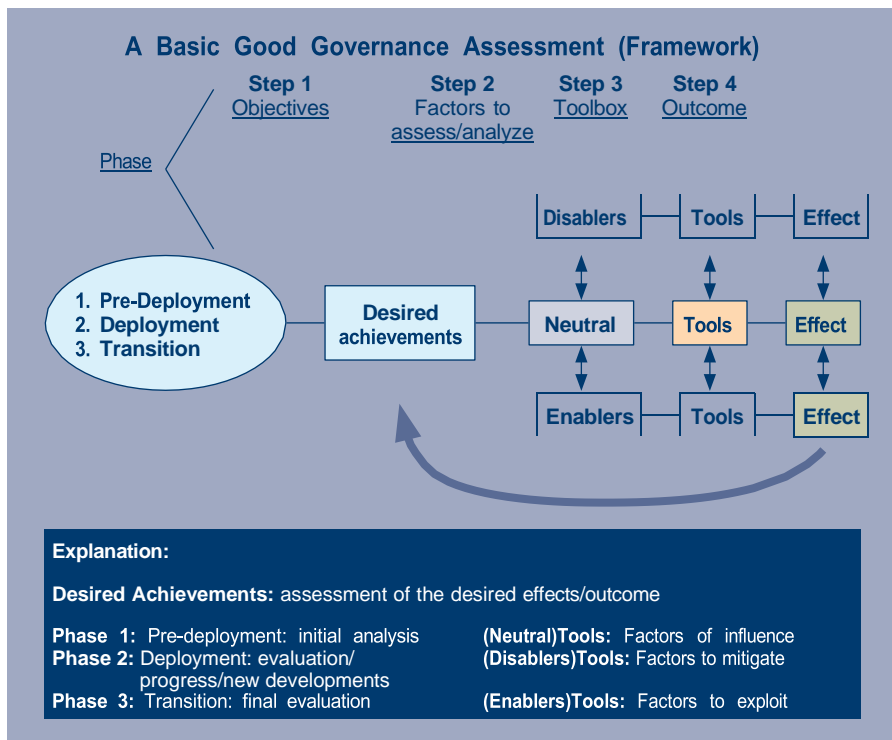 A Basic Good Governance Assessment (Framework)
Step 1
Objectives
Step 2
Factors to
assess/analyze
Step 3
Toolbox
Step 4
Outcome
Phase
Disablers
Tools
Effect
1. Pre-Deployment
2. Deployment
3. Transition
Desired
achievements
Neutral
Tools
Effect
Enablers
Tools
Effect
Explanation:
Desired Achievements: assessment of the desired effects/outcome
Phase 1: Pre-deployment: initial analysis
Phase 2: Deployment: evaluation/
progress/new developments
Phase 3: Transition: final evaluation
(Neutral)Tools: Factors of influence
(Disablers)Tools: Factors to mitigate
(Enablers)Tools: Factors to exploit